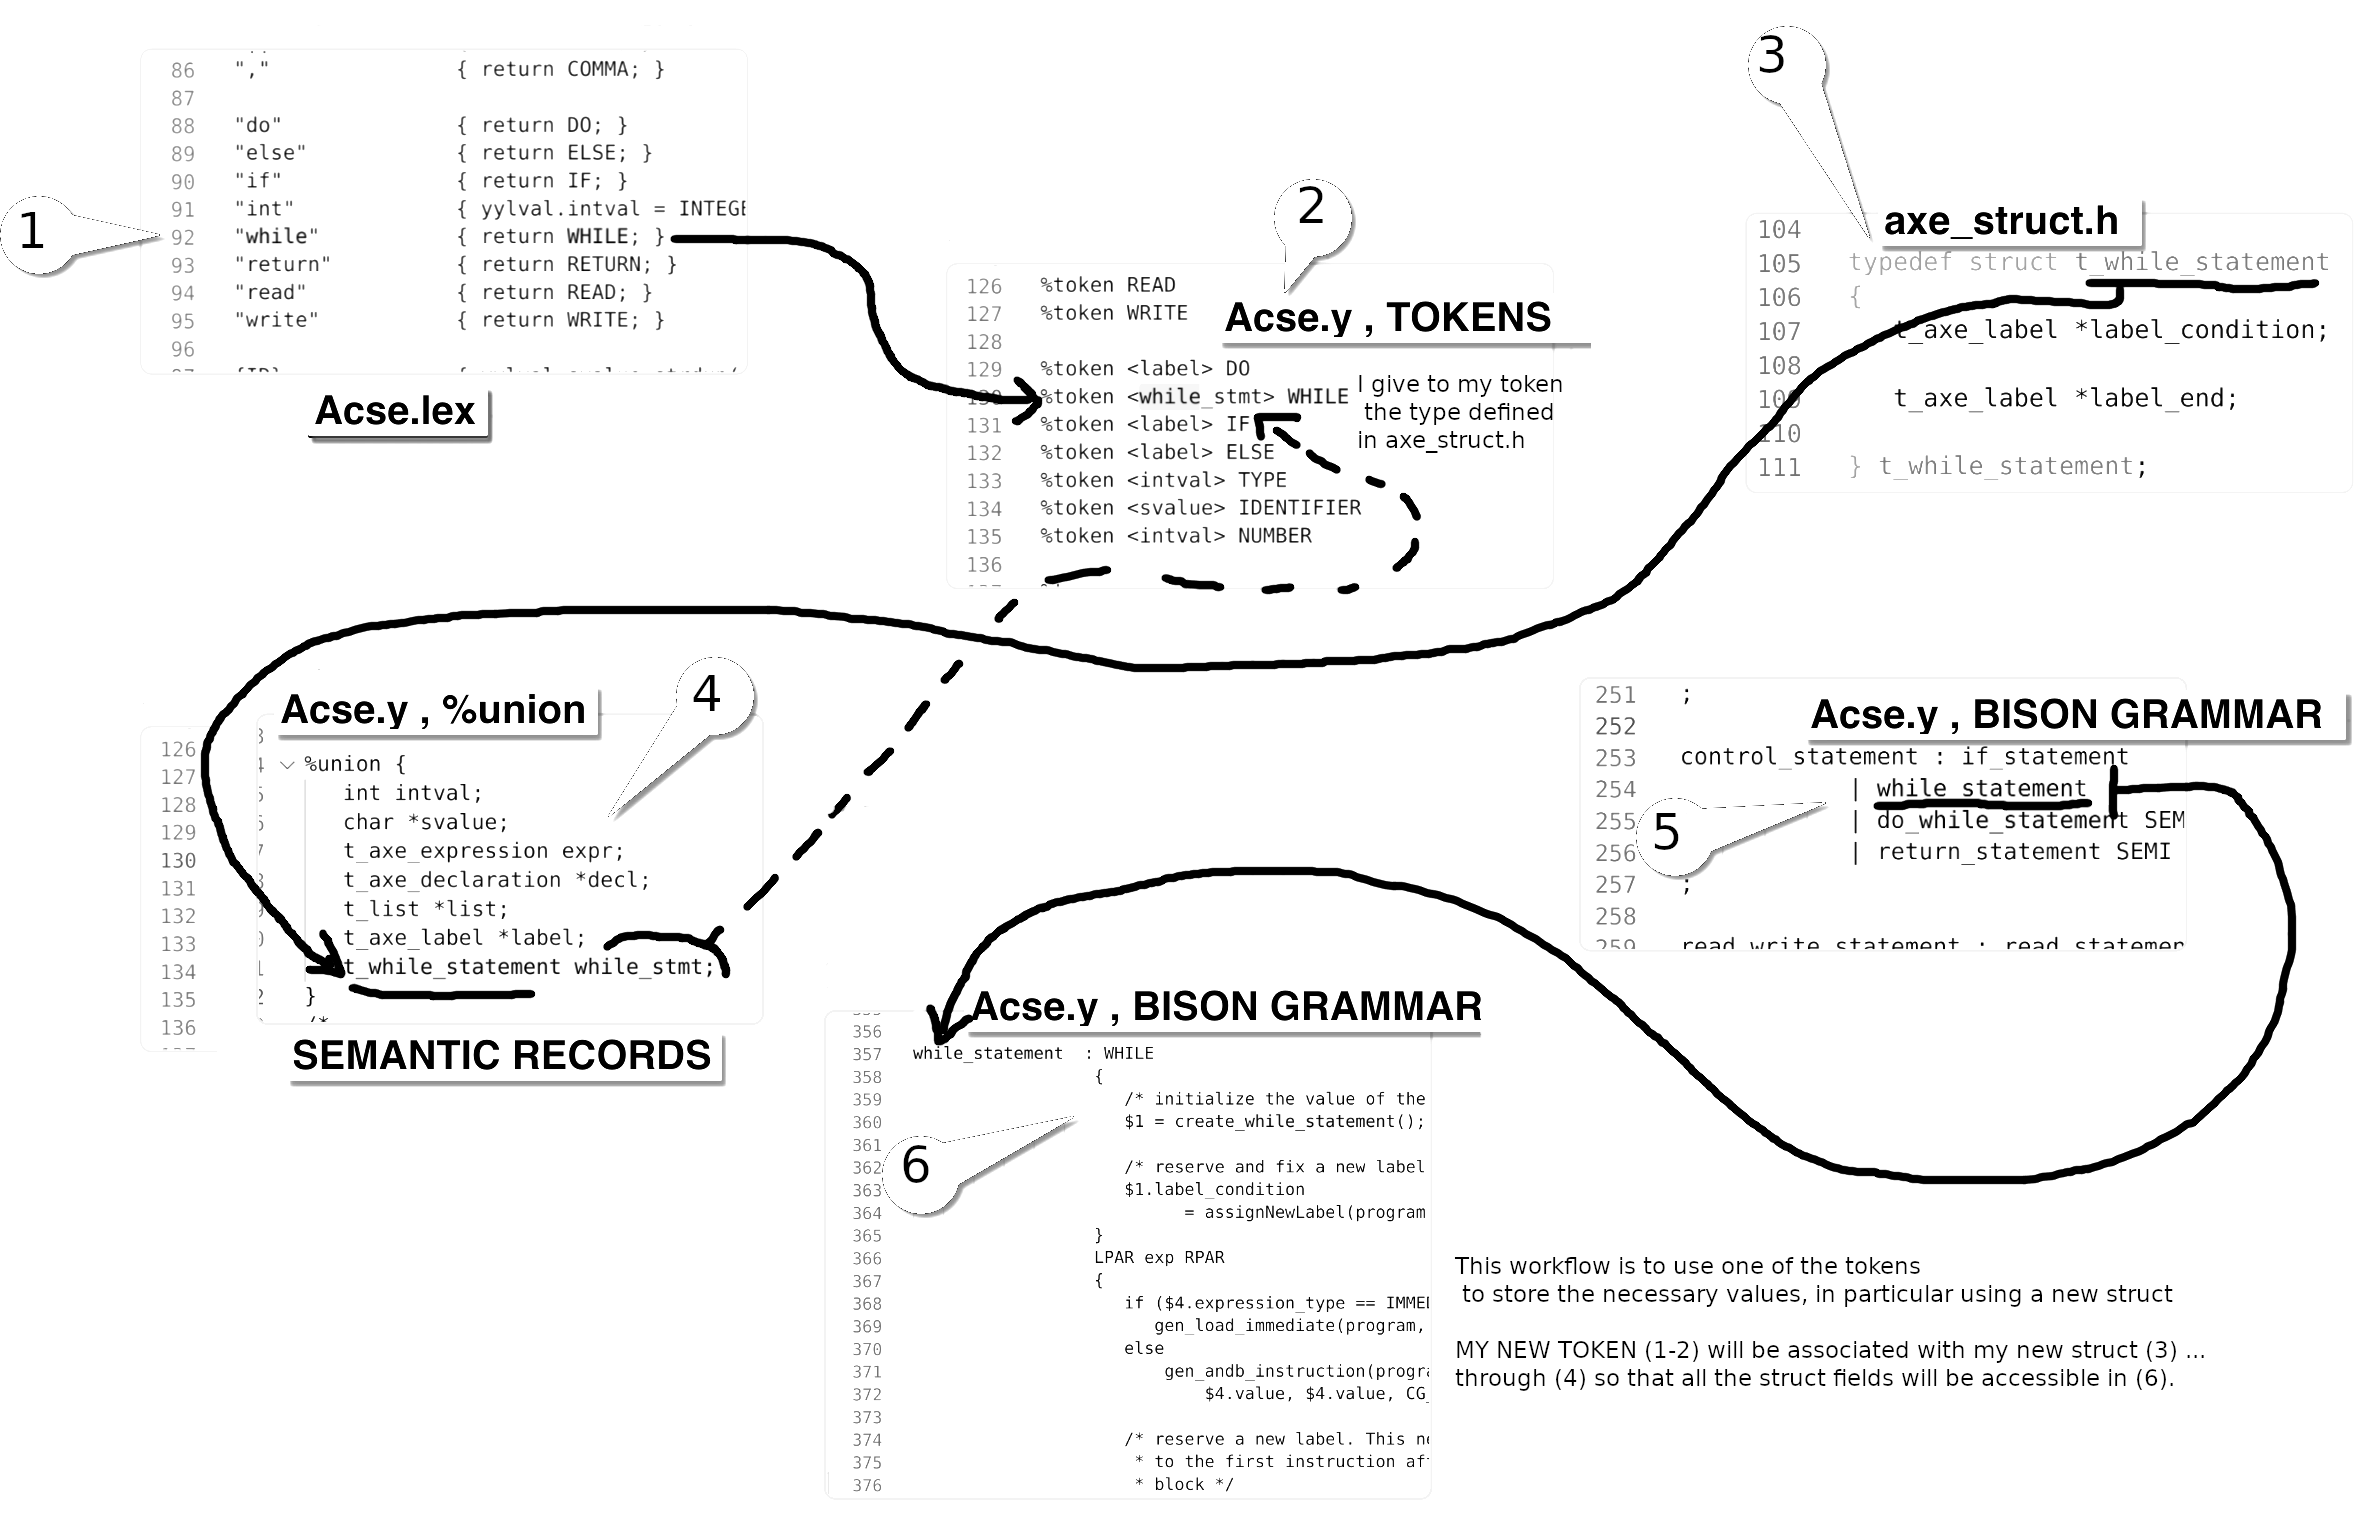 1
86 "," { return COMMA; }
87
88 "do" { return DO; }
89 "else" { return ELSE; }
90 "if" { return IF; }
91 "int" { yylval.intval = INTEGE
92 "while" { return WHILE; }
93 "return" { return RETURN; }
94 "read" { return READ; }
95 "write" { return WRITE; }
96
Acse.lex
2
Acse.y , TOKENS
126 %token READ
127 %token WRITE
128
129 %token <label> DO
130 %token <while_stmt> WHILE
131 %token <label> IF
132 %token <label> ELSE
133 %token <intval> TYPE
134 %token <svalue> IDENTIFIER
135 %token <intval> NUMBER
136
I give to my token
the type defined
in axe_struct.h
3
axe_struct.h
104
105 typedef struct t_while_statement
106 {
107 t_axe_label *label_condition;
108
109 t_axe_label *label_end;
110
111 } t_while_statement;
4
Acse.y , %union
126
127
128
129
130
131
132
133
134
135
136
%union {
int intval;
char *svalue;
t_axe_expression expr;
t_axe_declaration *decl;
t_list *list;
t_axe_label *label;
t_while_statement while_stmt;
}
/*
SEMANTIC RECORDS
5
Acse.y , BISON GRAMMAR
251 ;
252
253 control_statement : if_statement
254 | while_statement
255 | do_while_statement SEM
256 | return_statement SEMI
257 ;
258
259 read_write_statement : read_statemen
6
Acse.y , BISON GRAMMAR
356
357 while_statement : WHILE
358 {
359 /* initialize the value of the
360 $1 = create_while_statement();
361
362 /* reserve and fix a new label
363 $1.label_condition
364 = assignNewLabel(program
365 }
366 LPAR exp RPAR
367 {
368 if ($4.expression_type == IMMED
369 gen_load_immediate(program,
370 else
371 gen_andb_instruction(progra
372 $4.value, $4.value, CG_
373
374 /* reserve a new label. This ne
375 * to the first instruction aft
376 * block */
This workflow is to use one of the tokens
to store the necessary values, in particular using a new struct
MY NEW TOKEN (1-2) will be associated with my new struct (3) ...
through (4) so that all the struct fields will be accessible in (6).